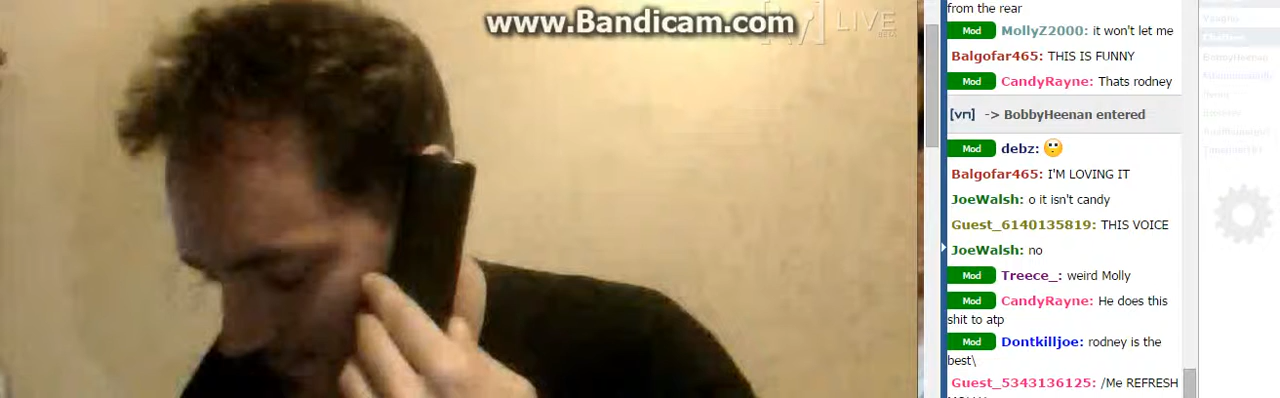 www.Bandicam.com
[v] LIVE
BETA
from the rear
Mod MollyZ2000: it won't let me
Balgofar465: THIS IS FUNNY
Mod CandyRayne: Thats rodney
[vn] -> BobbyHeenan entered
Mod debz:
Balgofar465: I'M LOVING IT
JoeWalsh: o it isn't candy
Guest_6140135819: THIS VOICE
JoeWalsh: no
Mod Treece_: weird Molly
Mod CandyRayne: He does this
shit to atp
Mod Dontkilljoe: rodney is the
best\
Guest_5343136125: /Me REFRESH
Chatters
BobbyHeenan